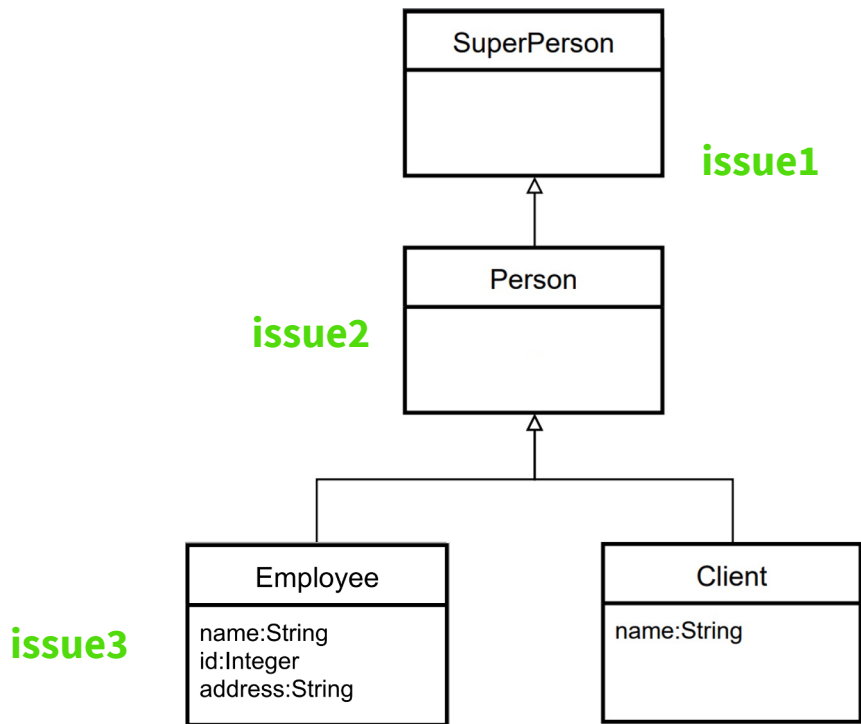 SuperPerson
issue1
Person
issue2
Employee
name:String
id:Integer
address:String
issue3
Client
name:String